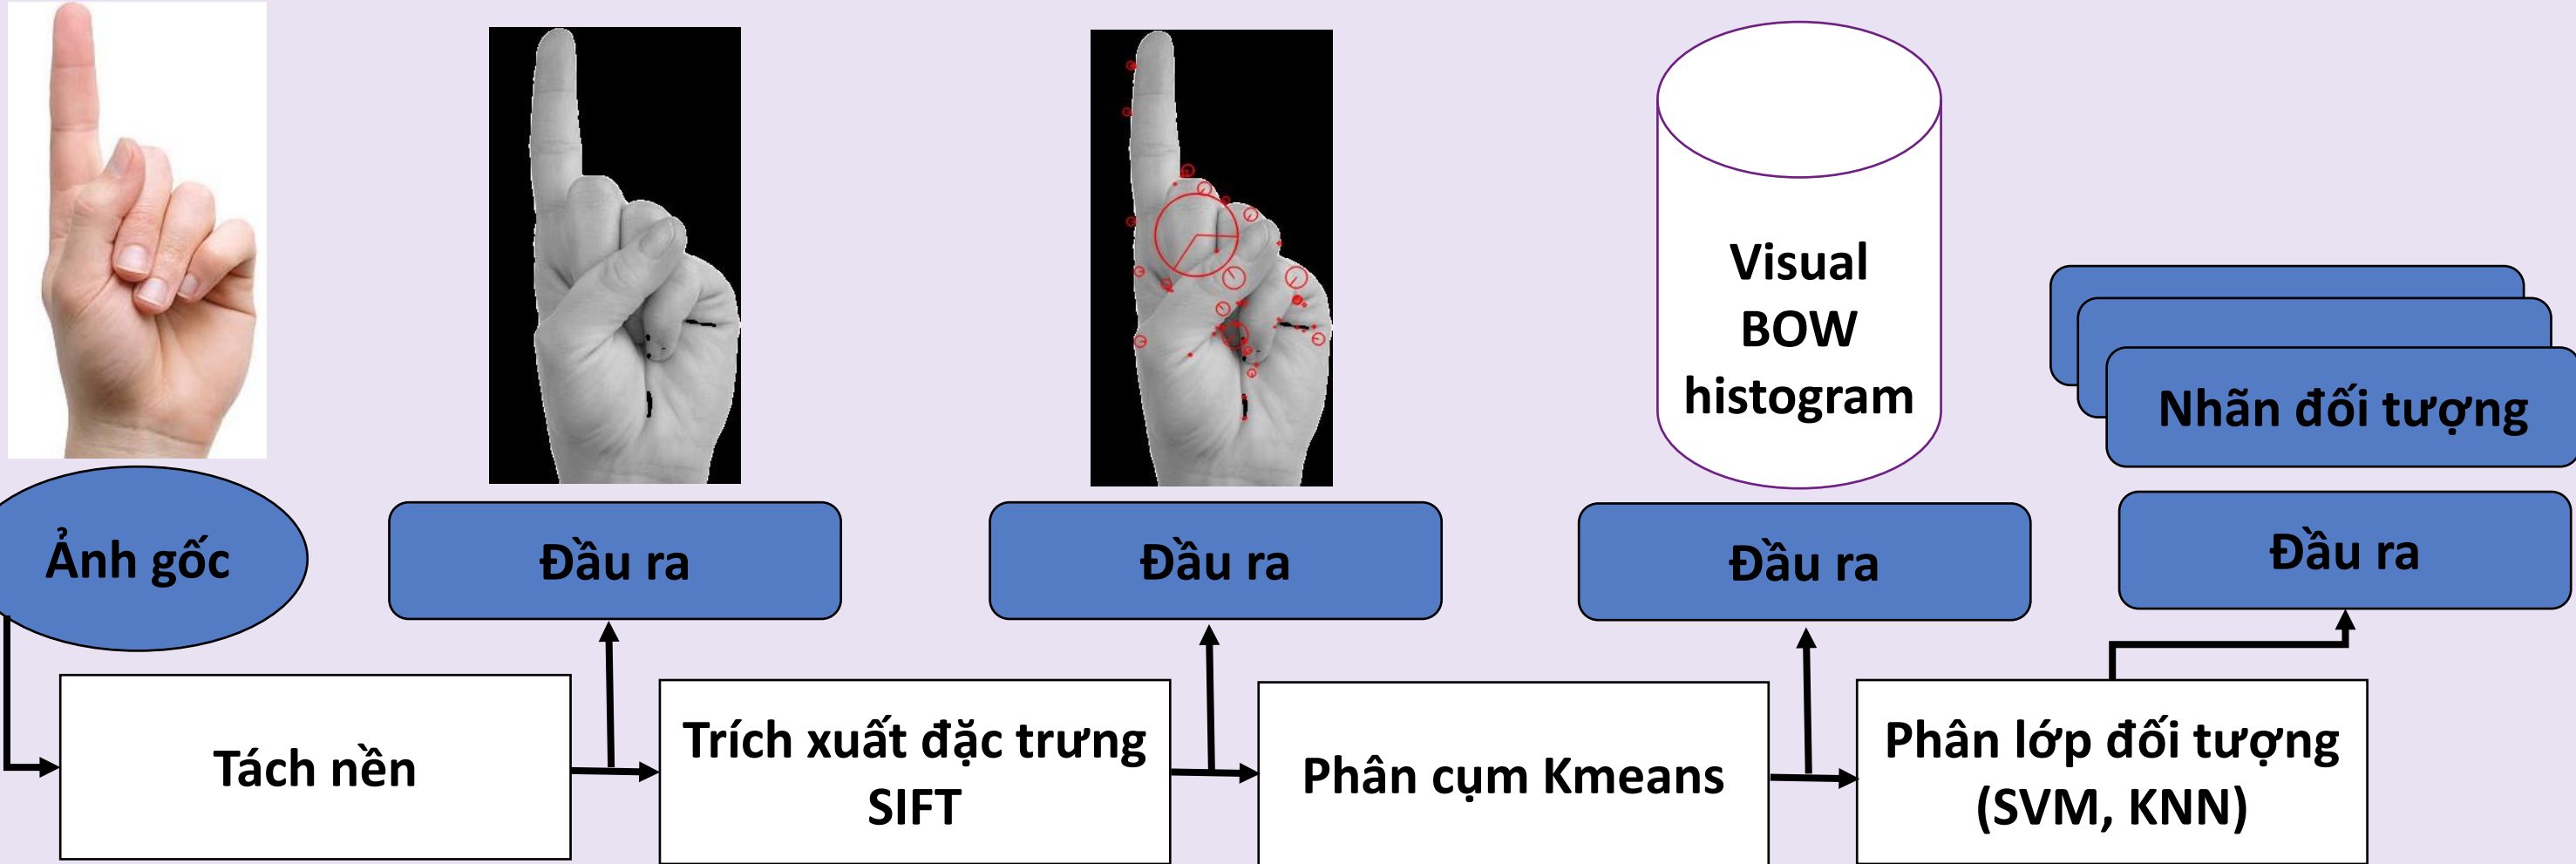 Visual
BOW
histogram
Nhãn đối tượng
Ảnh gốc
Đầu ra
Đầu ra
Đầu ra
Đầu ra
Tách nền
Trích xuất đặc trưng
SIFT
Phân cụm Kmeans
Phân lớp đối tượng
(SVM, KNN)